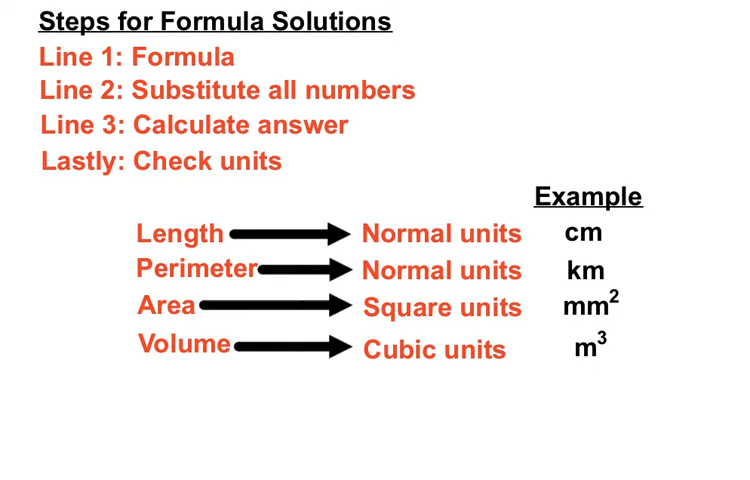 Steps for Formula Solutions
Line 1: Formula
Line 2: Substitute all numbers
Line 3: Calculate answer
Lastly: Check units
Example
Length Normal units cm
Perimeter Normal units km
Area Square units mm²
Volume Cubic units m³